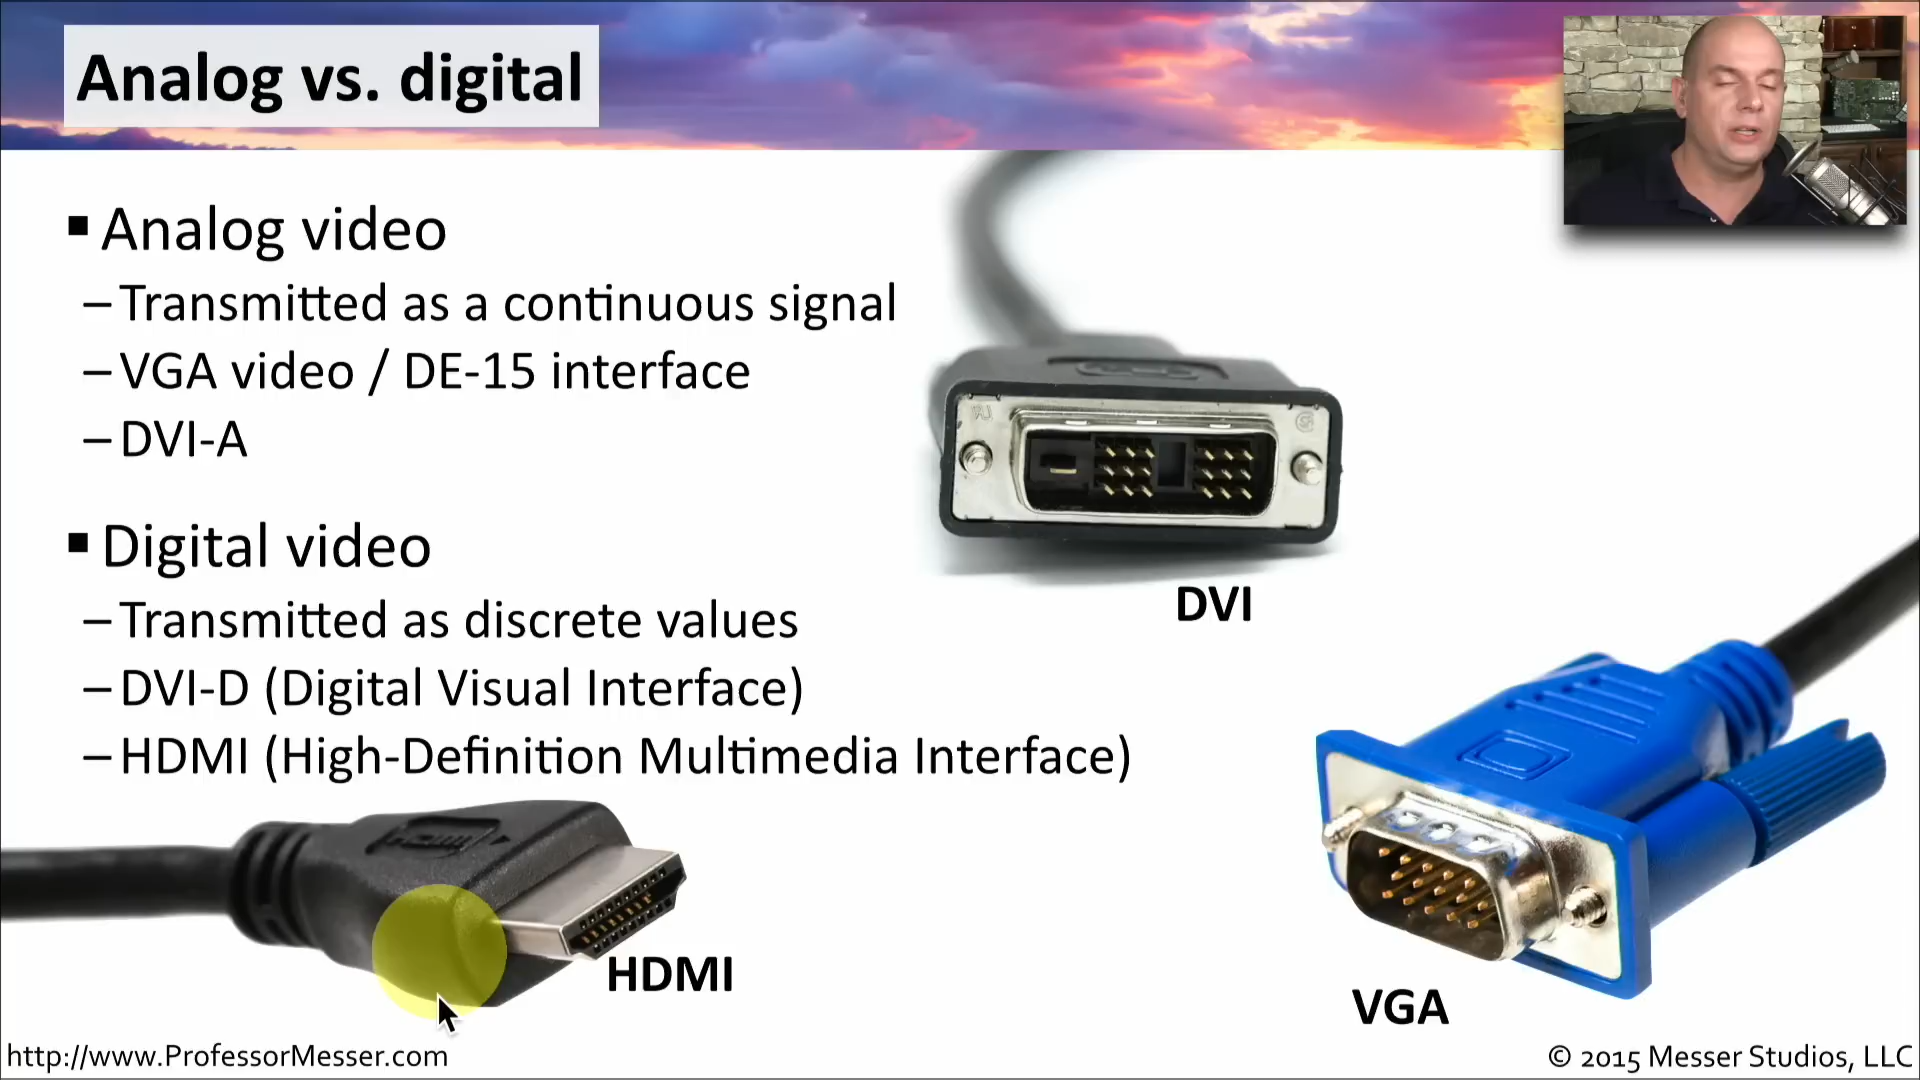 Analog vs. digital
▪ Analog video
– Transmitted as a continuous signal
– VGA video / DE-15 interface
– DVI-A
▪ Digital video
– Transmitted as discrete values
– DVI-D (Digital Visual Interface)
– HDMI (High-Definition Multimedia Interface)
DVI
HDMI
HDMI
VGA
http://www.ProfessorMesser.com
© 2015 Messer Studios, LLC